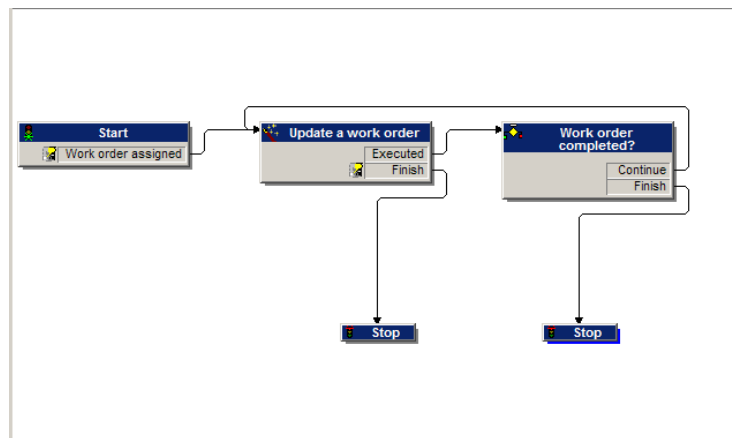 Start
Work order assigned
Update a work order
Executed
Finish
Work order
completed?
Continue
Finish
Stop
Stop